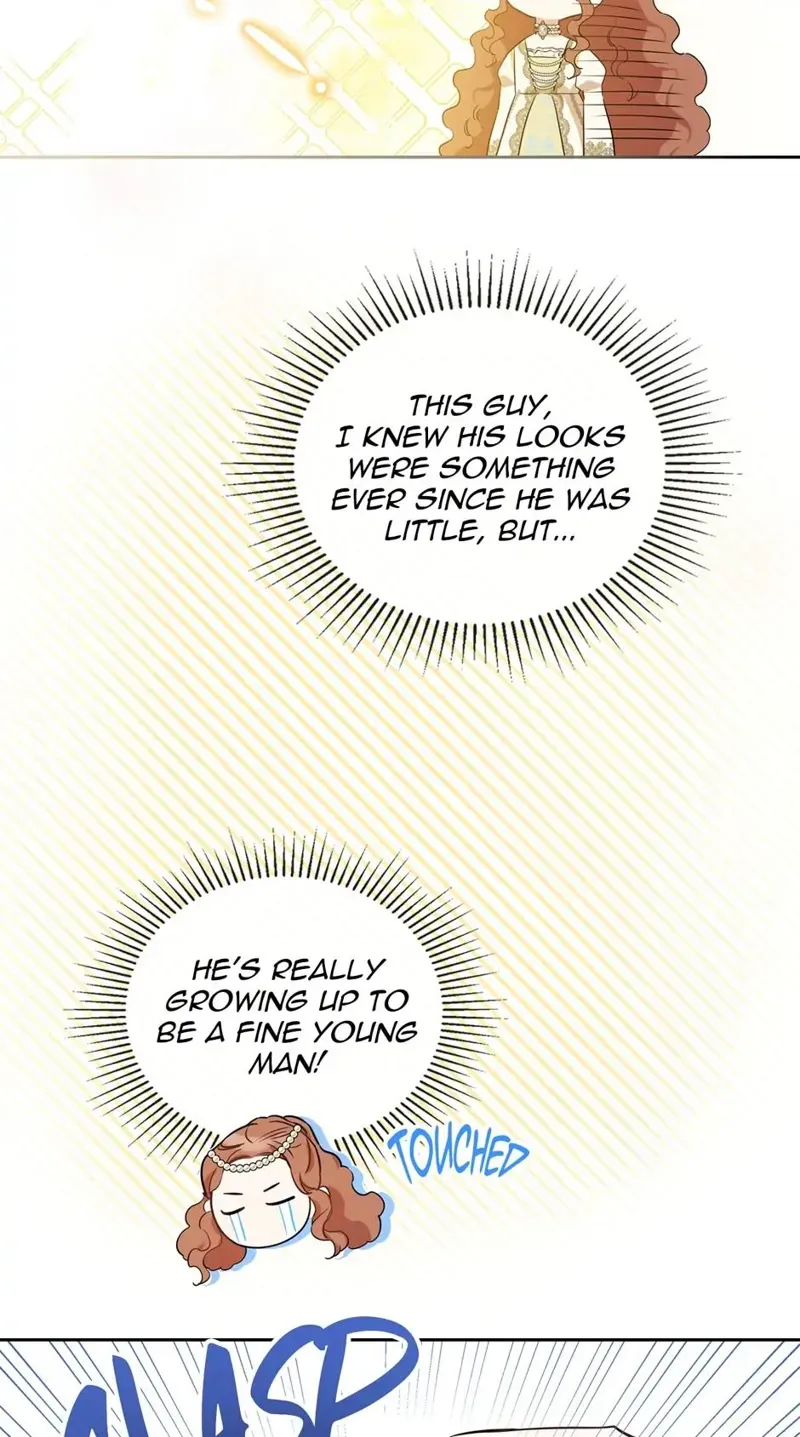 THIS GUY,
I KNEW HIS LOOKS
WERE SOMETHING
EVER SINCE HE WAS
LITTLE, BUT...
HE'S REALLY
GROWING UP TO
BE A FINE YOUNG
MAN!
TOUCHED
CLASP